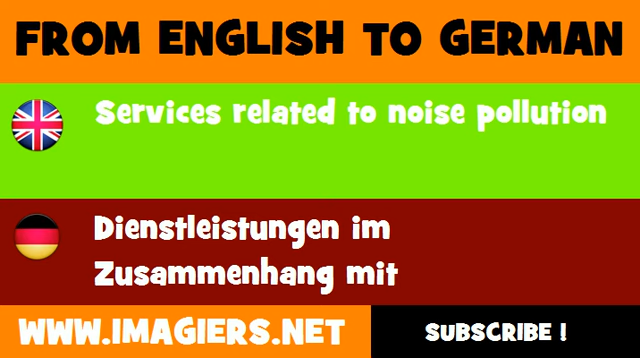 FROM ENGLISH TO GERMAN
Services related to noise pollution
Dienstleistungen im
Zusammenhang mit
WWW.IMAGIERS.NET
SUBSCRIBE !